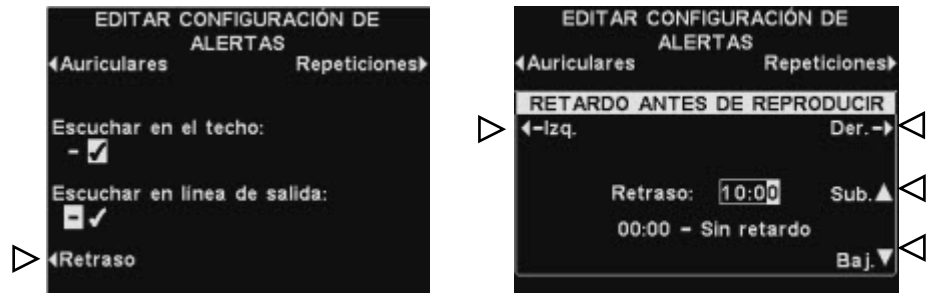 EDITAR CONFIGURACIÓN DE
ALERTAS
Auriculares Repeticiones
Escuchar en el techo:
- ✓
Escuchar en línea de salida:
- ✓
Retraso
EDITAR CONFIGURACIÓN DE
ALERTAS
Auriculares Repeticiones
RETARDO ANTES DE REPRODUCIR
-Izq. Der.-
Retraso: 10:00 Sub.
00:00 - Sin retardo
Baj.